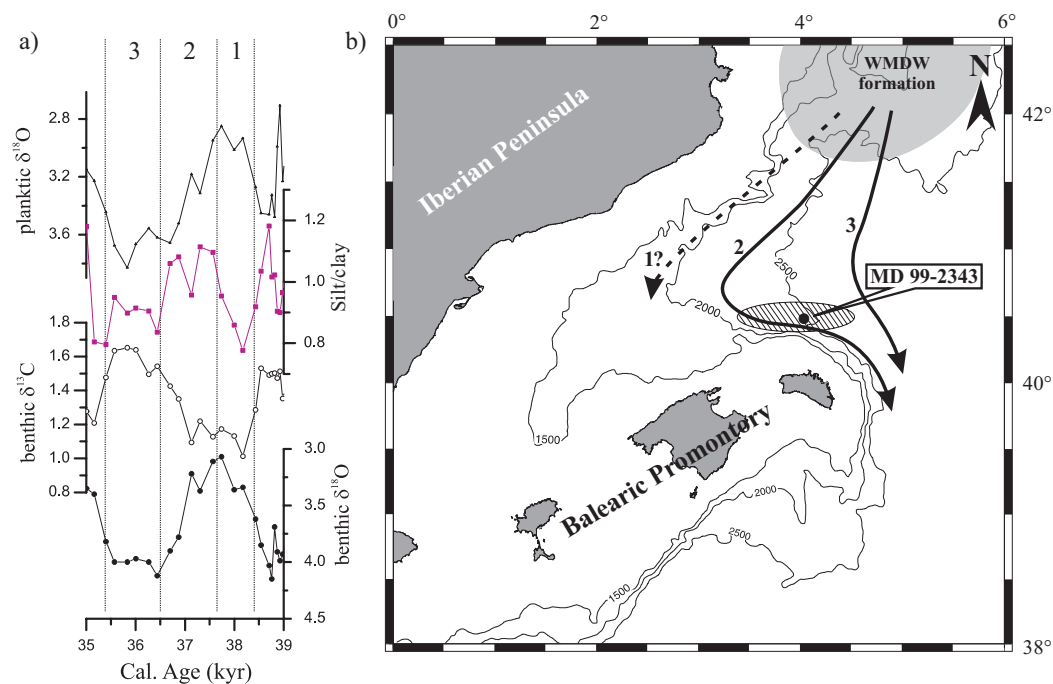 a)
3 2 1
planktic δ¹⁸O
2.8
3.2
3.6
Silt/clay
1.2
1.0
0.8
benthic δ¹³C
1.8
1.6
1.4
1.2
1.0
0.8
benthic δ¹⁸O
3.0
3.5
4.0
4.5
35 36 37 38 39
Cal. Age (kyr)
b)
0° 2° 4° 6°
WMDW
formation
N
42°
Iberian Peninsula
1?
2
3
2500
MD 99-2343
2000
40°
1500
Balearic Promontory
2000
2500
1500
38°